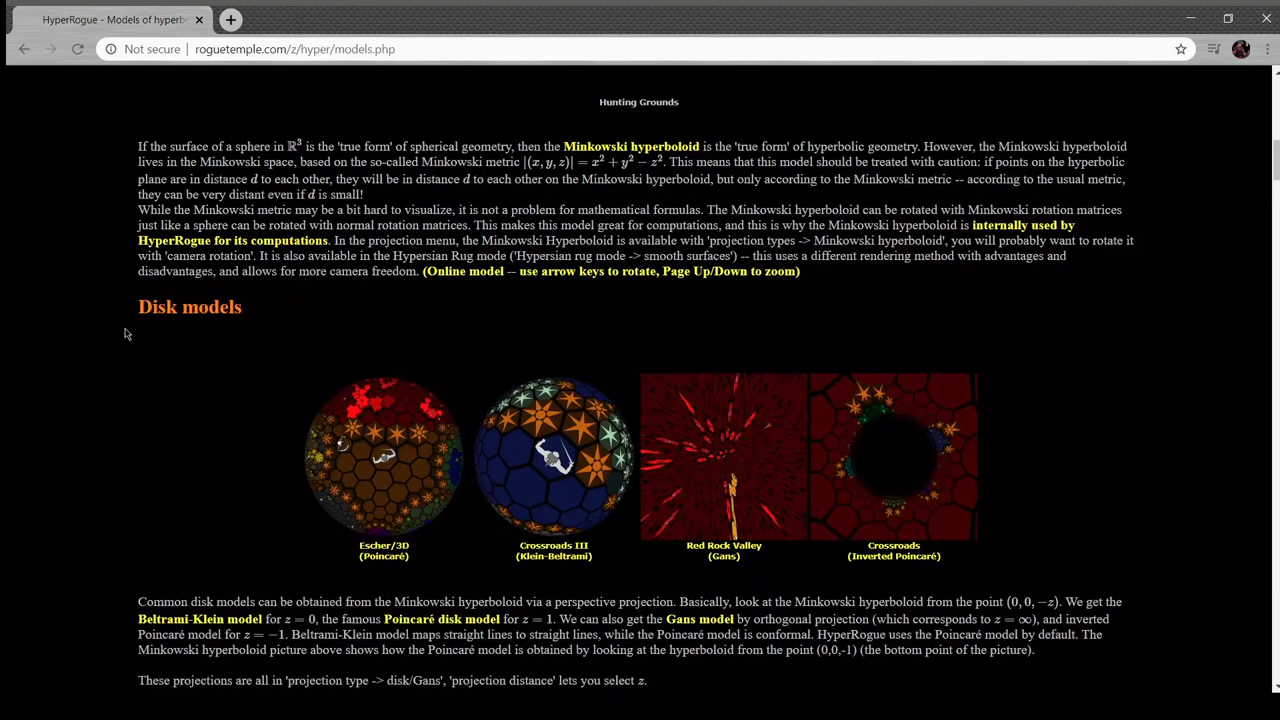 HyperRogue - Models of hyperb
Not secure | roguetemple.com/z/hyper/models.php
Hunting Grounds
If the surface of a sphere in ℝ³ is the 'true form' of spherical geometry, then the Minkowski hyperboloid is the 'true form' of hyperbolic geometry. However, the Minkowski hyperboloid
lives in the Minkowski space, based on the so-called Minkowski metric |(x, y, z)| = x² + y² − z². This means that this model should be treated with caution: if points on the hyperbolic
plane are in distance d to each other, they will be in distance d to each other on the Minkowski hyperboloid, but only according to the Minkowski metric -- according to the usual metric,
they can be very distant even if d is small!
While the Minkowski metric may be a bit hard to visualize, it is not a problem for mathematical formulas. The Minkowski hyperboloid can be rotated with Minkowski rotation matrices
just like a sphere can be rotated with normal rotation matrices. This makes this model great for computations, and this is why the Minkowski hyperboloid is internally used by
HyperRogue for its computations. In the projection menu, the Minkowski Hyperboloid is available with 'projection types -> Minkowski hyperboloid', you will probably want to rotate it
with 'camera rotation'. It is also available in the Hypersian Rug mode ('Hypersian rug mode -> smooth surfaces') -- this uses a different rendering method with advantages and
disadvantages, and allows for more camera freedom. (Online model -- use arrow keys to rotate, Page Up/Down to zoom)
Disk models
Escher/3D
(Poincaré)
Crossroads III
(Klein-Beltrami)
Red Rock Valley
(Gans)
Crossroads
(Inverted Poincaré)
Common disk models can be obtained from the Minkowski hyperboloid via a perspective projection. Basically, look at the Minkowski hyperboloid from the point (0, 0, −z). We get the
Beltrami-Klein model for z = 0, the famous Poincaré disk model for z = 1. We can also get the Gans model by orthogonal projection (which corresponds to z = ∞), and inverted
Poincaré model for z = −1. Beltrami-Klein model maps straight lines to straight lines, while the Poincaré model is conformal. HyperRogue uses the Poincaré model by default. The
Minkowski hyperboloid picture above shows how the Poincaré model is obtained by looking at the hyperboloid from the point (0,0,-1) (the bottom point of the picture).
These projections are all in 'projection type -> disk/Gans', 'projection distance' lets you select z.